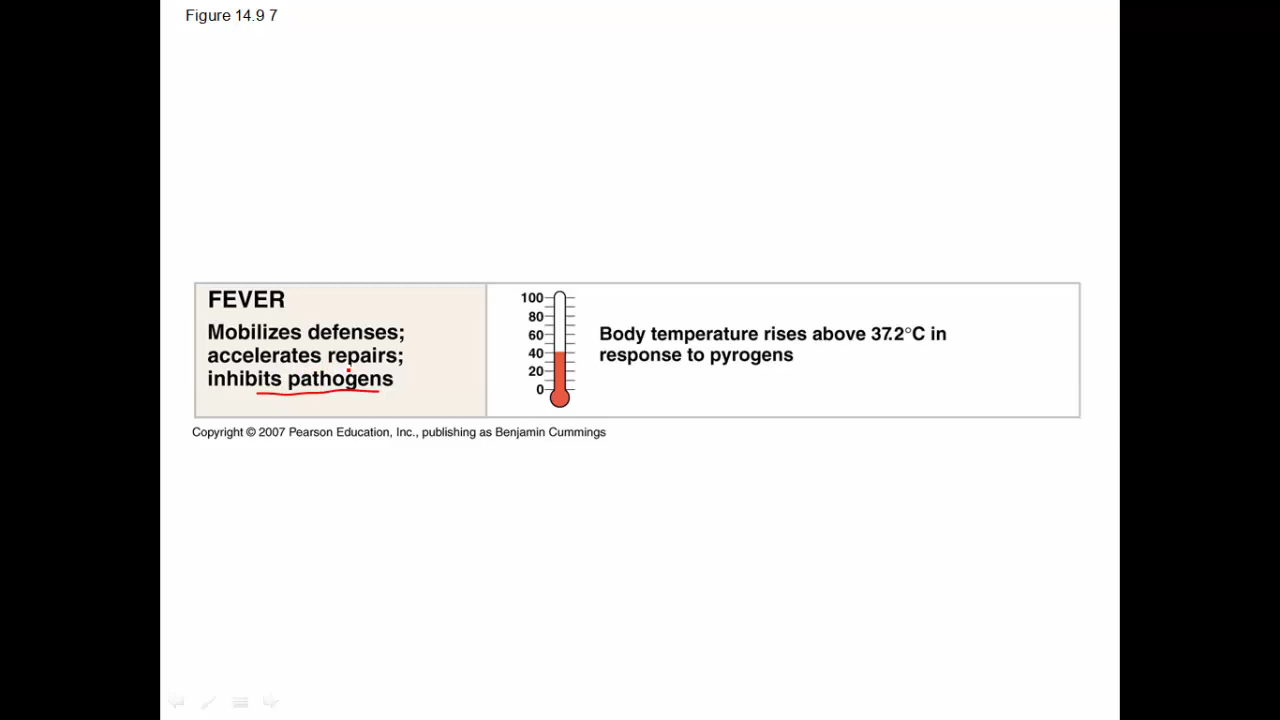 Figure 14.9 7
FEVER
Mobilizes defenses;
accelerates repairs;
inhibits pathogens
100
80
60
40
20
0
Body temperature rises above 37.2°C in
response to pyrogens
Copyright © 2007 Pearson Education, Inc., publishing as Benjamin Cummings